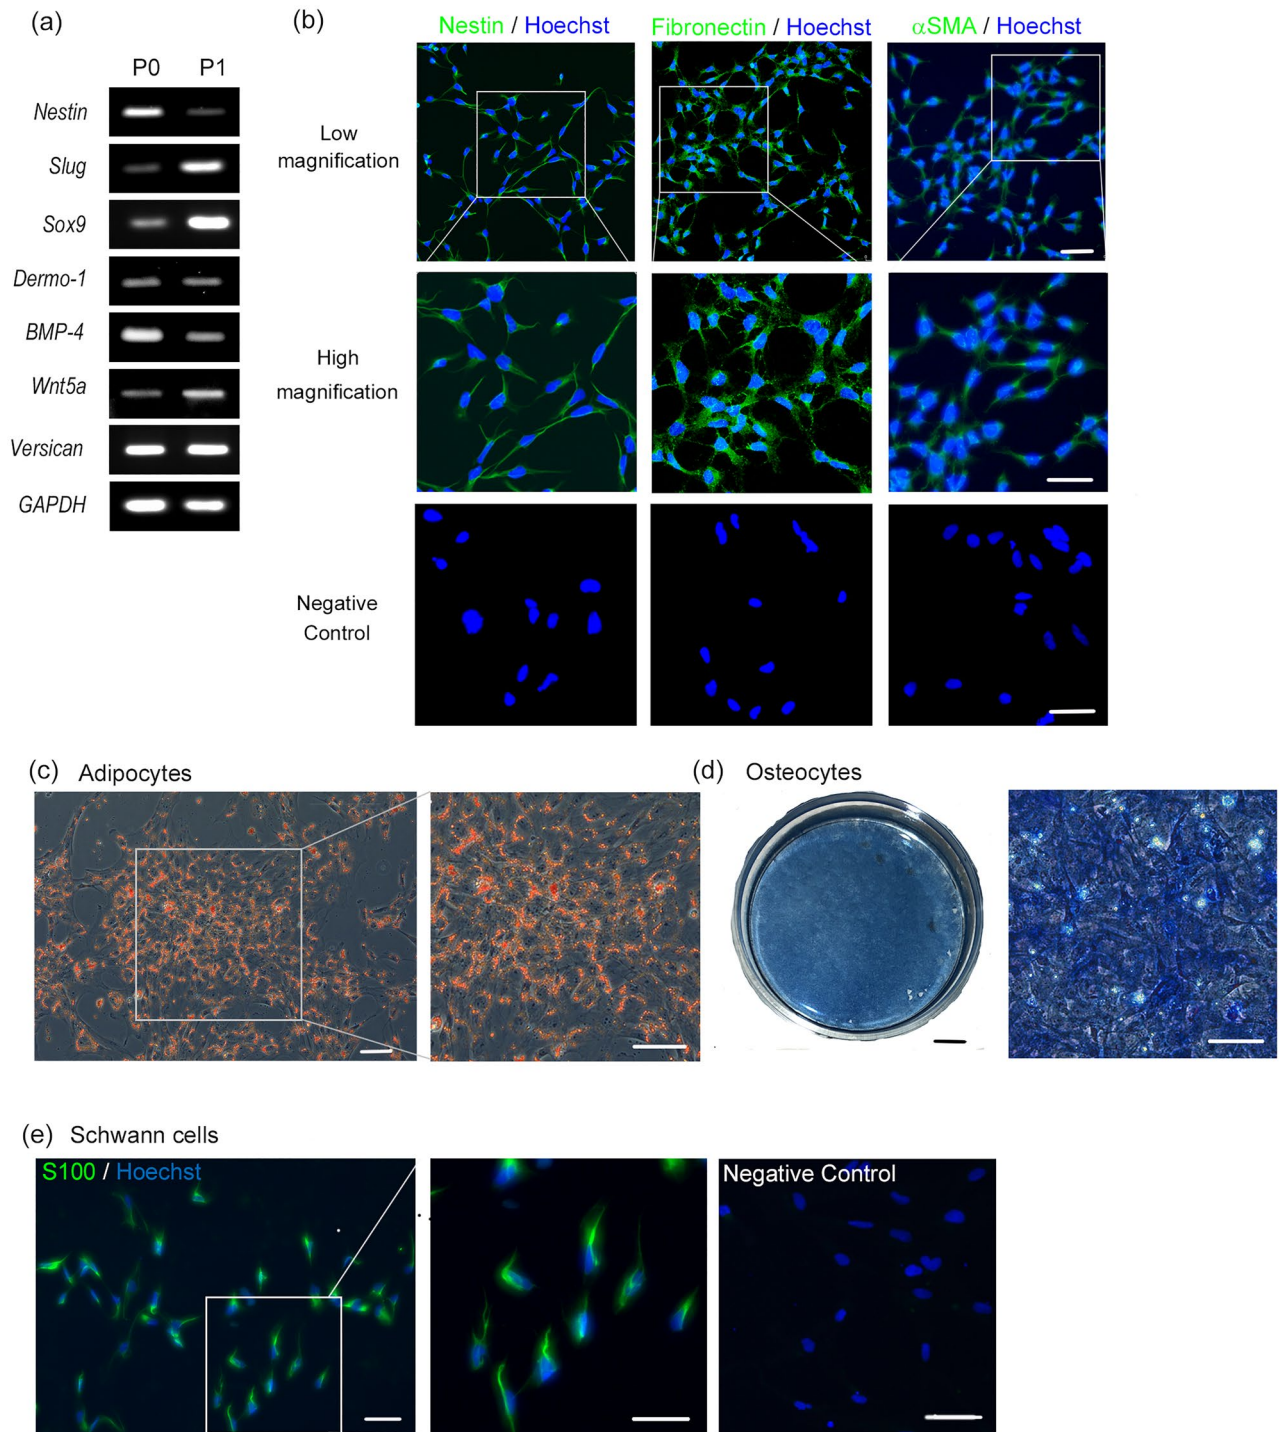 (a)
P0 P1
Nestin
Slug
Sox9
Dermo-1
BMP-4
Wnt5a
Versican
GAPDH
(b)
Nestin / Hoechst
Fibronectin / Hoechst
αSMA / Hoechst
Low
magnification
High
magnification
Negative
Control
(c) Adipocytes
(d) Osteocytes
(e) Schwann cells
S100 / Hoechst
Negative Control